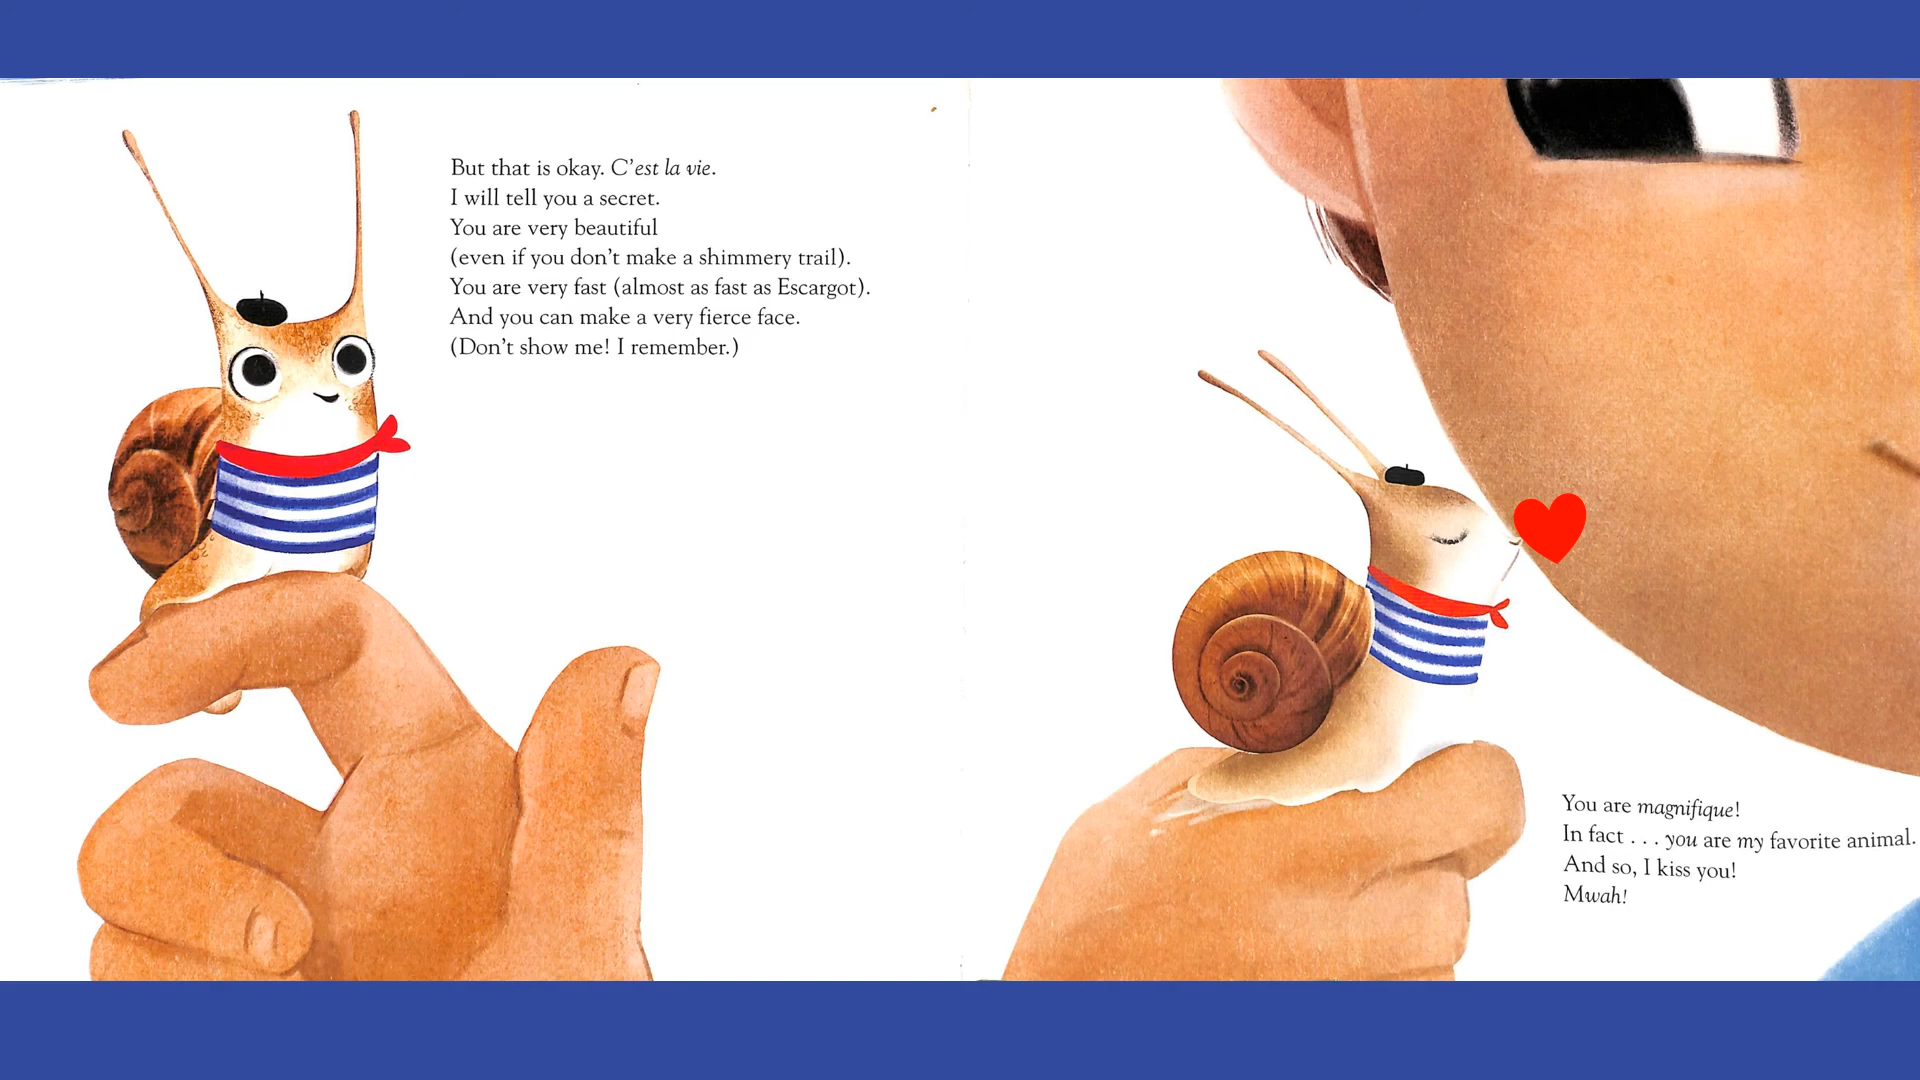 But that is okay. C'est la vie.
I will tell you a secret.
You are very beautiful
(even if you don't make a shimmery trail).
You are very fast (almost as fast as Escargot).
And you can make a very fierce face.
(Don't show me! I remember.)
You are magnifique!
In fact . . . you are my favorite animal.
And so, I kiss you!
Mwah!